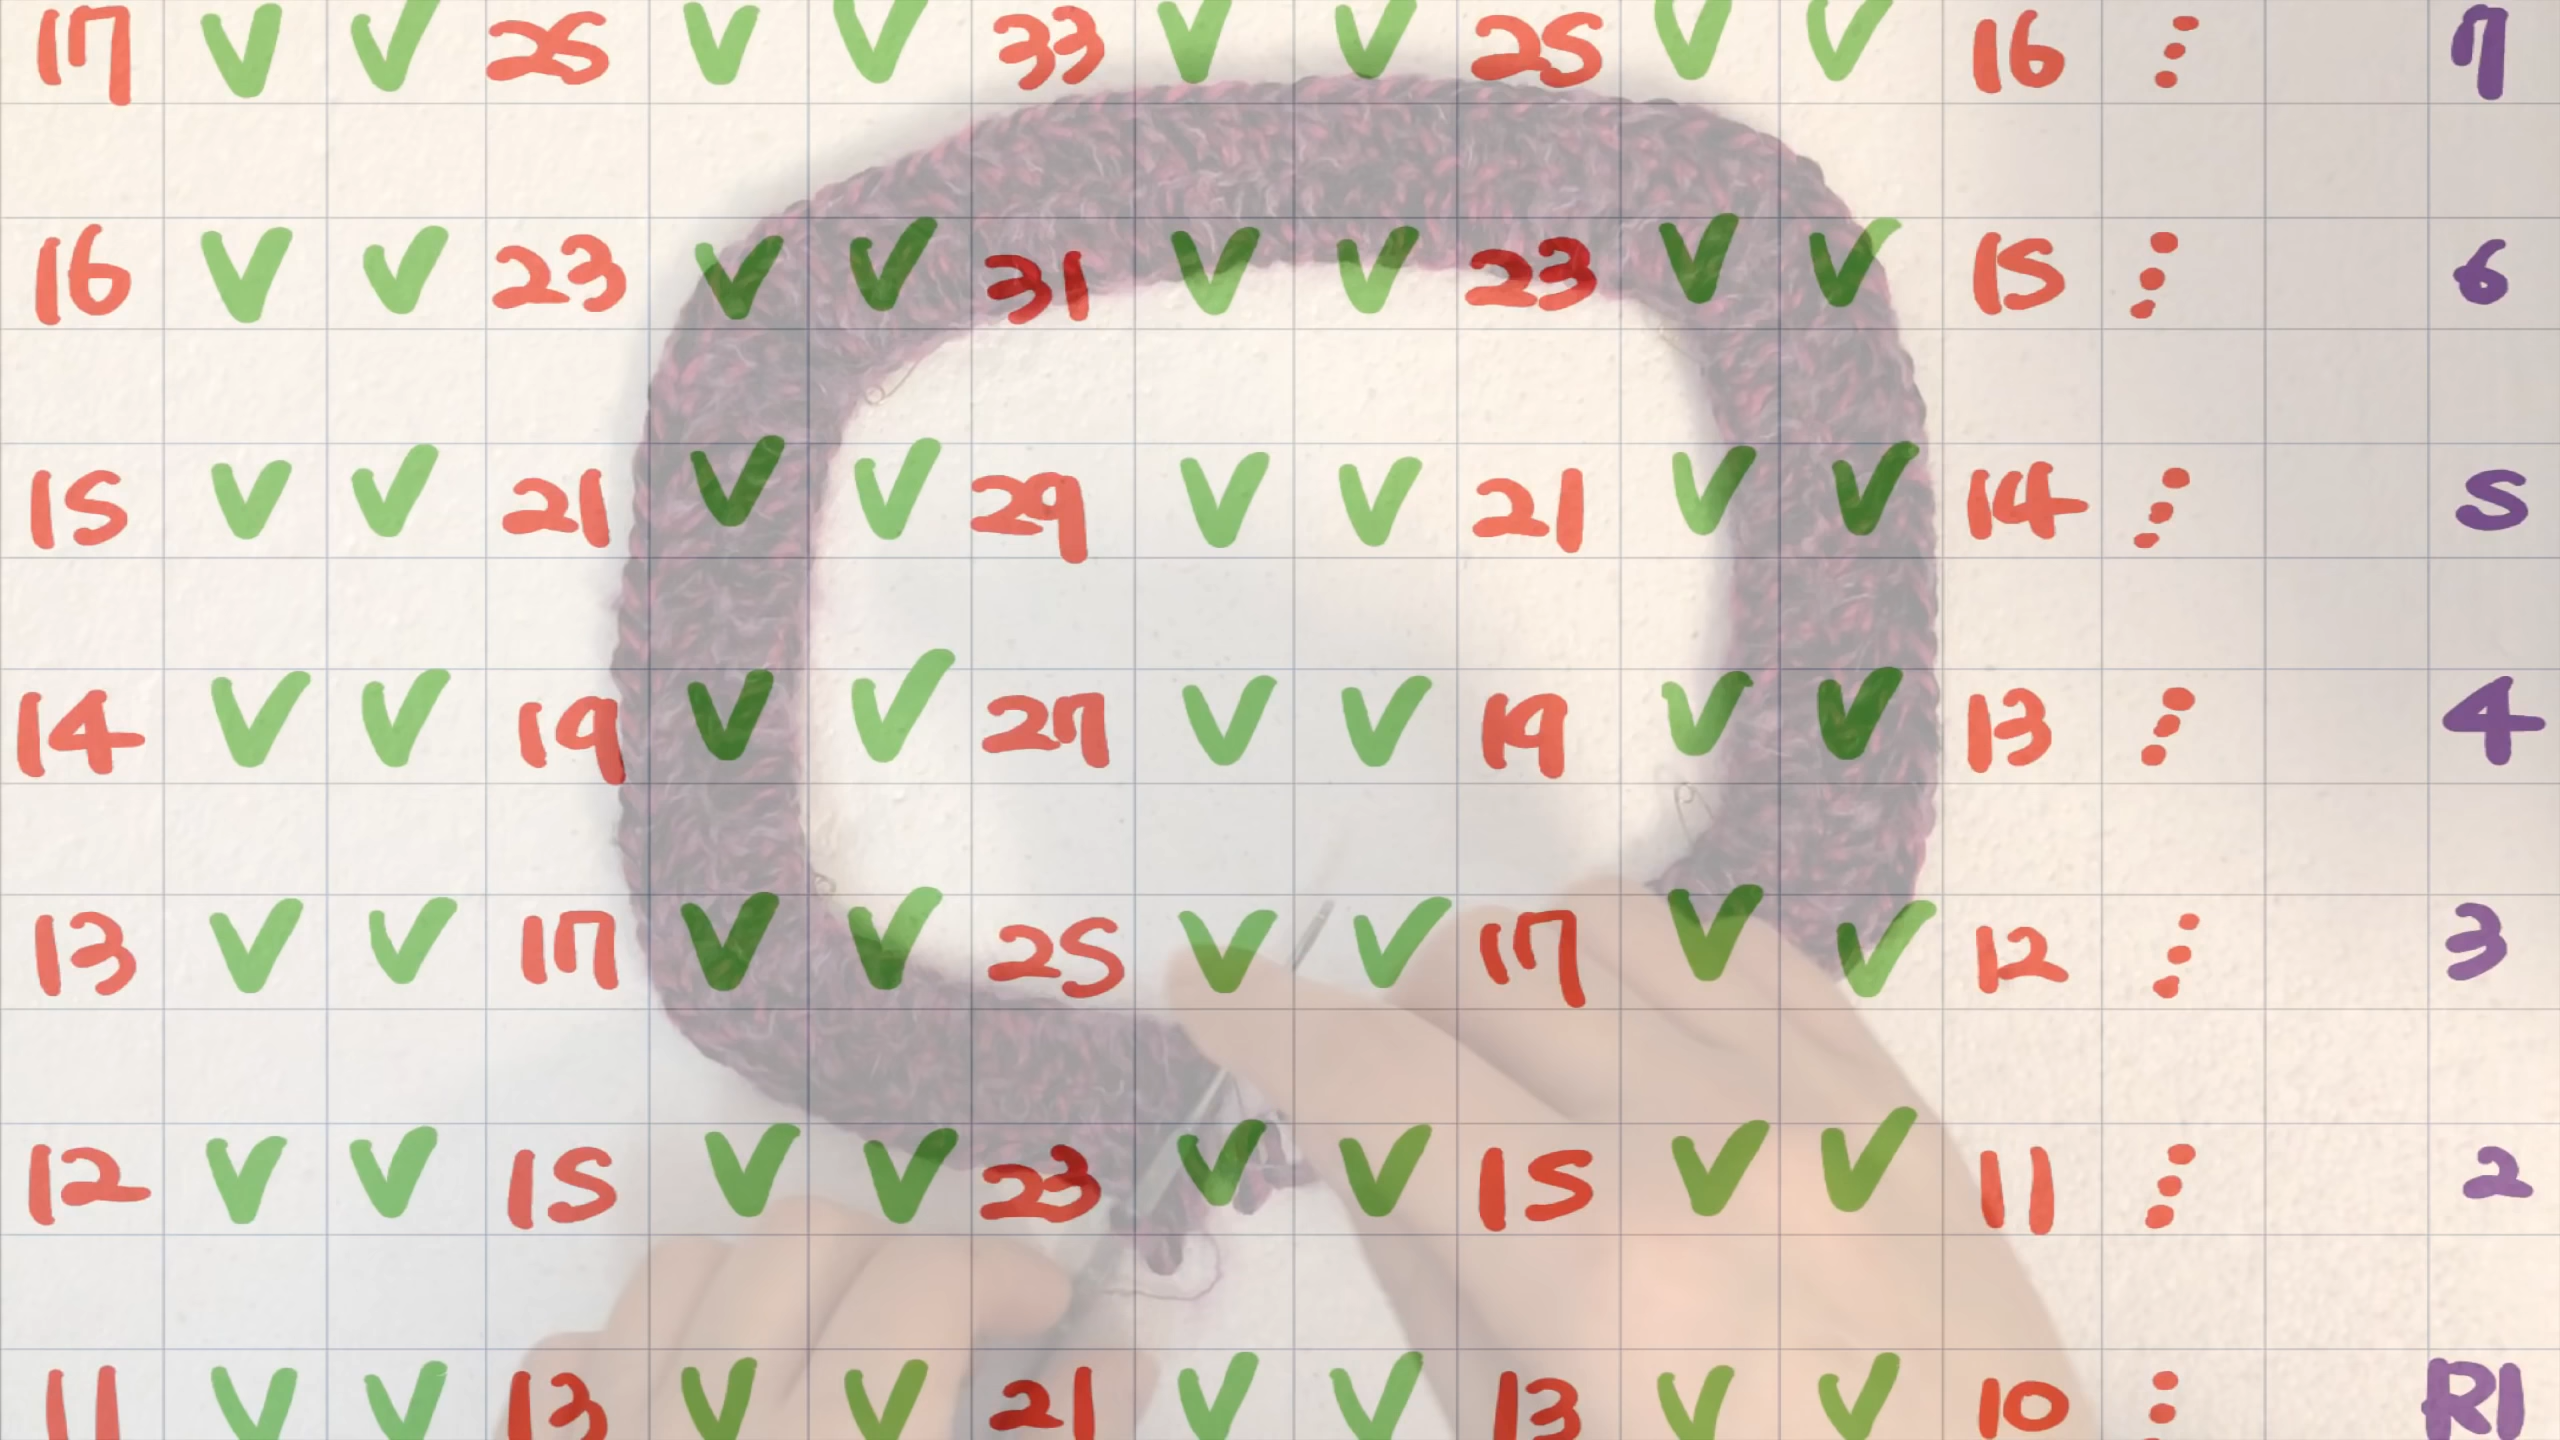 17 V V 25 V V 33 V V 25 V V 16 ⋮ 7
16 V V 23 V V 31 V V 23 V V 15 ⋮ 6
15 V V 21 V V 29 V V 21 V V 14 ⋮ 5
14 V V 19 V V 27 V V 19 V V 13 ⋮ 4
13 V V 17 V V 25 V V 17 V V 12 ⋮ 3
12 V V 15 V V 23 V V 15 V V 11 ⋮ 2
11 V V 13 V V 21 V V 13 V V 10 ⋮ R1